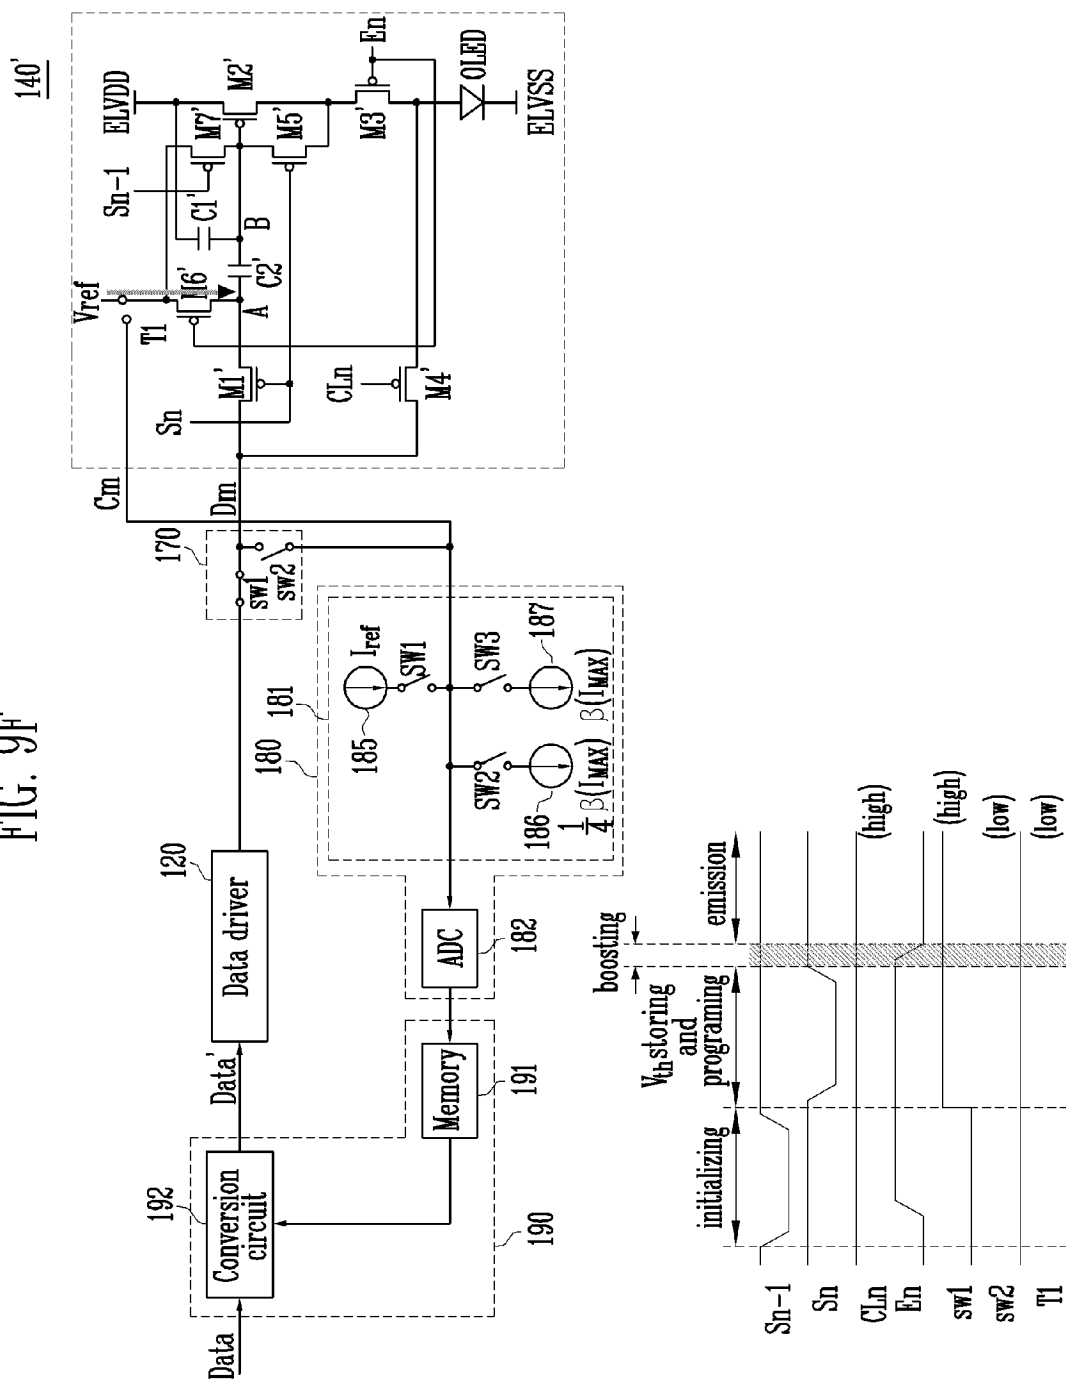 FIG. 9F
140'
ELVDD
Vref
Sn-1
M7'
M2'
C1'
T1
M6'
B
A
C2'
M5'
En
M3'
OLED
ELVSS
Sn
M1'
CLn
M4'
Cm
Dm
170
sw1
sw2
180
181
Iref
185
SW1
SW2
SW3
186
187
1/4 β(IMAX)
β(IMAX)
Data driver
120
ADC
182
Memory
191
Data'
Conversion
circuit
192
190
Data
initializing
Vth storing
and
programing
boosting
emission
Sn-1
Sn
CLn
(high)
En
sw1
(high)
sw2
(low)
T1
(low)